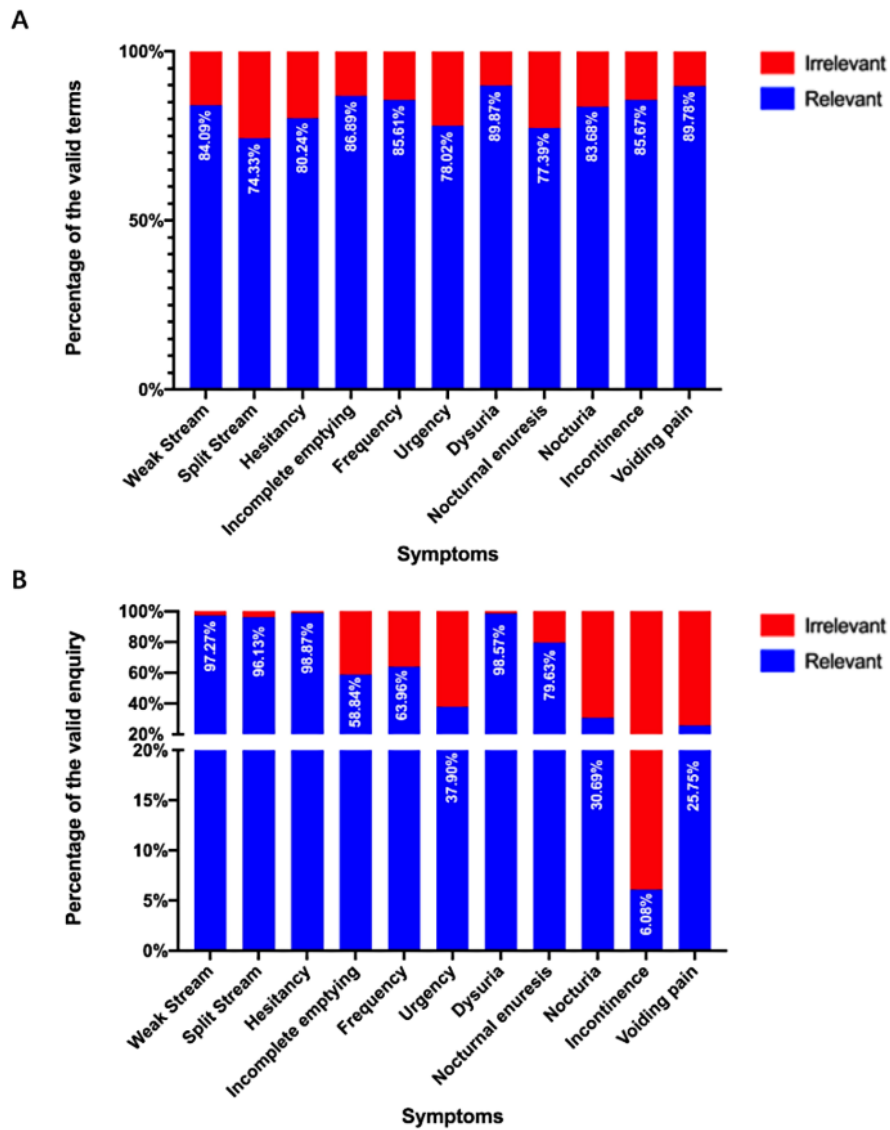 A
100%
50%
0%
Percentage of the valid terms
84.09%
74.33%
80.24%
86.89%
85.61%
78.02%
89.87%
77.39%
83.68%
85.67%
89.78%
Weak Stream
Split Stream
Hesitancy
Incomplete emptying
Frequency
Urgency
Dysuria
Nocturnal enuresis
Nocturia
Incontinence
Voiding pain
Symptoms
Irrelevant
Relevant
B
100%
80%
60%
40%
20%
20%
15%
10%
5%
0%
Percentage of the valid enquiry
97.27%
96.13%
98.87%
58.84%
63.96%
37.90%
98.57%
79.63%
30.69%
6.08%
25.75%
Weak Stream
Split Stream
Hesitancy
Incomplete emptying
Frequency
Urgency
Dysuria
Nocturnal enuresis
Nocturia
Incontinence
Voiding pain
Symptoms
Irrelevant
Relevant